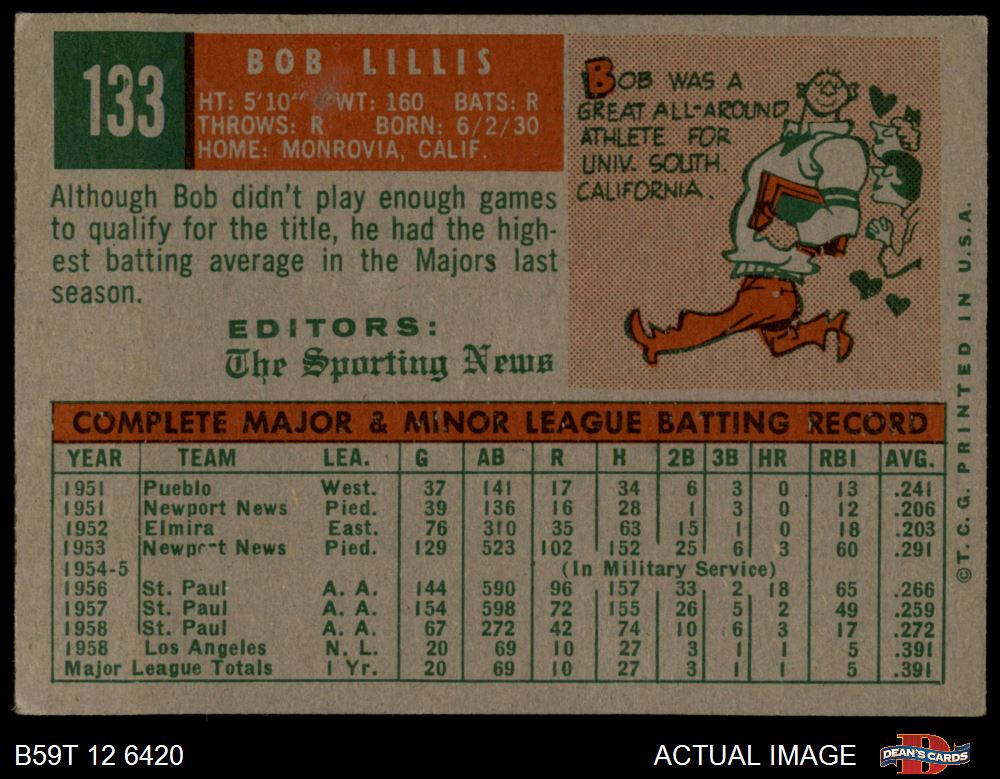 133
BOB LILLIS
HT: 5'10" WT: 160 BATS: R
THROWS: R BORN: 6/2/30
HOME: MONROVIA, CALIF.
BOB WAS A
GREAT ALL-AROUND
ATHLETE FOR
UNIV. SOUTH.
CALIFORNIA.
Although Bob didn't play enough games
to qualify for the title, he had the high-
est batting average in the Majors last
season.
EDITORS:
The Sporting News
COMPLETE MAJOR & MINOR LEAGUE BATTING RECORD
YEAR TEAM LEA. G AB R H 2B 3B HR RBI AVG.
1951 Pueblo West. 37 141 17 34 6 3 0 13 .241
1951 Newport News Pied. 39 136 16 28 1 3 0 12 .206
1952 Elmira East. 76 310 35 63 15 1 0 18 .203
1953 Newport News Pied. 129 523 102 152 25 6 3 60 .291
1954-5 (In Military Service)
1956 St. Paul A. A. 144 590 96 157 33 2 18 65 .266
1957 St. Paul A. A. 154 598 72 155 26 5 2 49 .259
1958 St. Paul A. A. 67 272 42 74 10 6 3 17 .272
1958 Los Angeles N. L. 20 69 10 27 3 1 1 5 .391
Major League Totals 1 Yr. 20 69 10 27 3 1 1 5 .391
©T.C.G. PRINTED IN U.S.A.
B59T 12 6420
ACTUAL IMAGE
DEAN'S CARDS